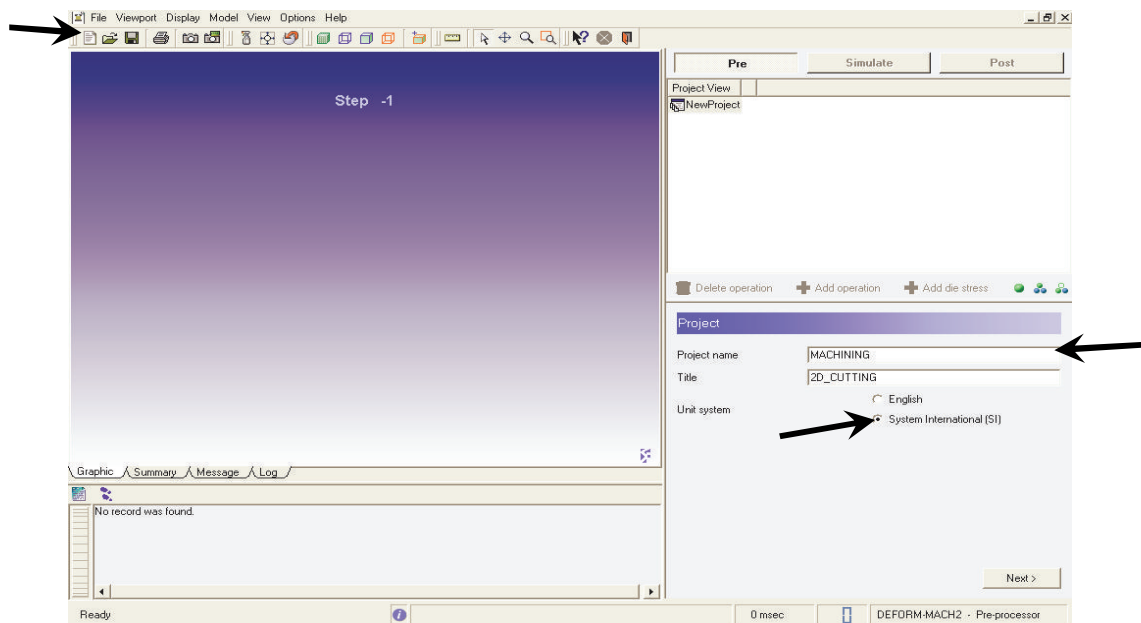 File Viewport Display Model View Options Help
Pre Simulate Post
Step -1
Project View
NewProject
Delete operation Add operation Add die stress
Project
Project name MACHINING
Title 2D_CUTTING
Unit system
English
System International (SI)
Graphic Summary Message Log
No record was found.
Next >
Ready 0 msec DEFORM-MACH2 - Pre-processor